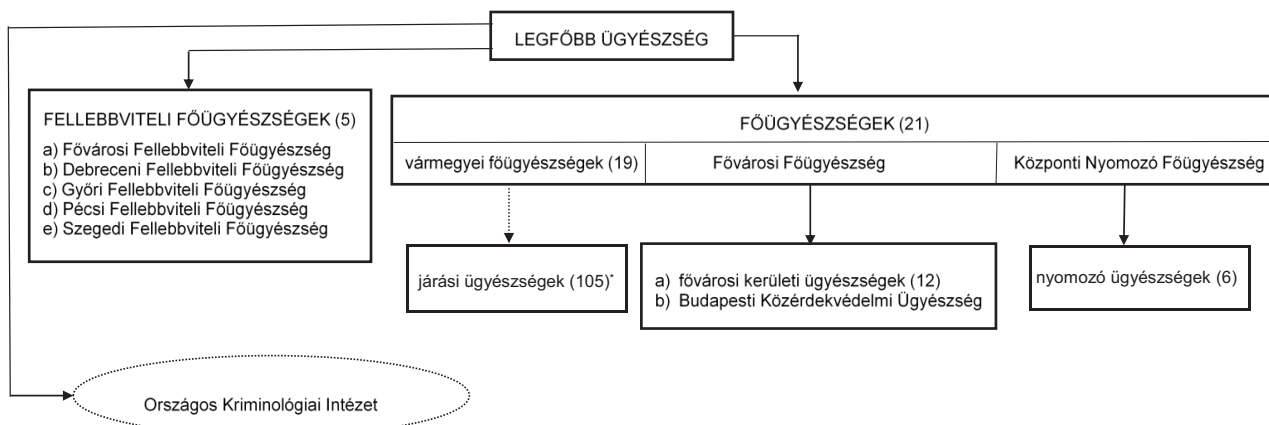 LEGFŐBB ÜGYÉSZSÉG
FELLEBBVITELI FŐÜGYÉSZSÉGEK (5)
a) Fővárosi Fellebbviteli Főügyészség
b) Debreceni Fellebbviteli Főügyészség
c) Győri Fellebbviteli Főügyészség
d) Pécsi Fellebbviteli Főügyészség
e) Szegedi Fellebbviteli Főügyészség
FŐÜGYÉSZSÉGEK (21)
vármegyei főügyészségek (19)
Fővárosi Főügyészség
Központi Nyomozó Főügyészség
járási ügyészségek (105)*
a) fővárosi kerületi ügyészségek (12)
b) Budapesti Közérdekvédelmi Ügyészség
nyomozó ügyészségek (6)
Országos Kriminológiai Intézet